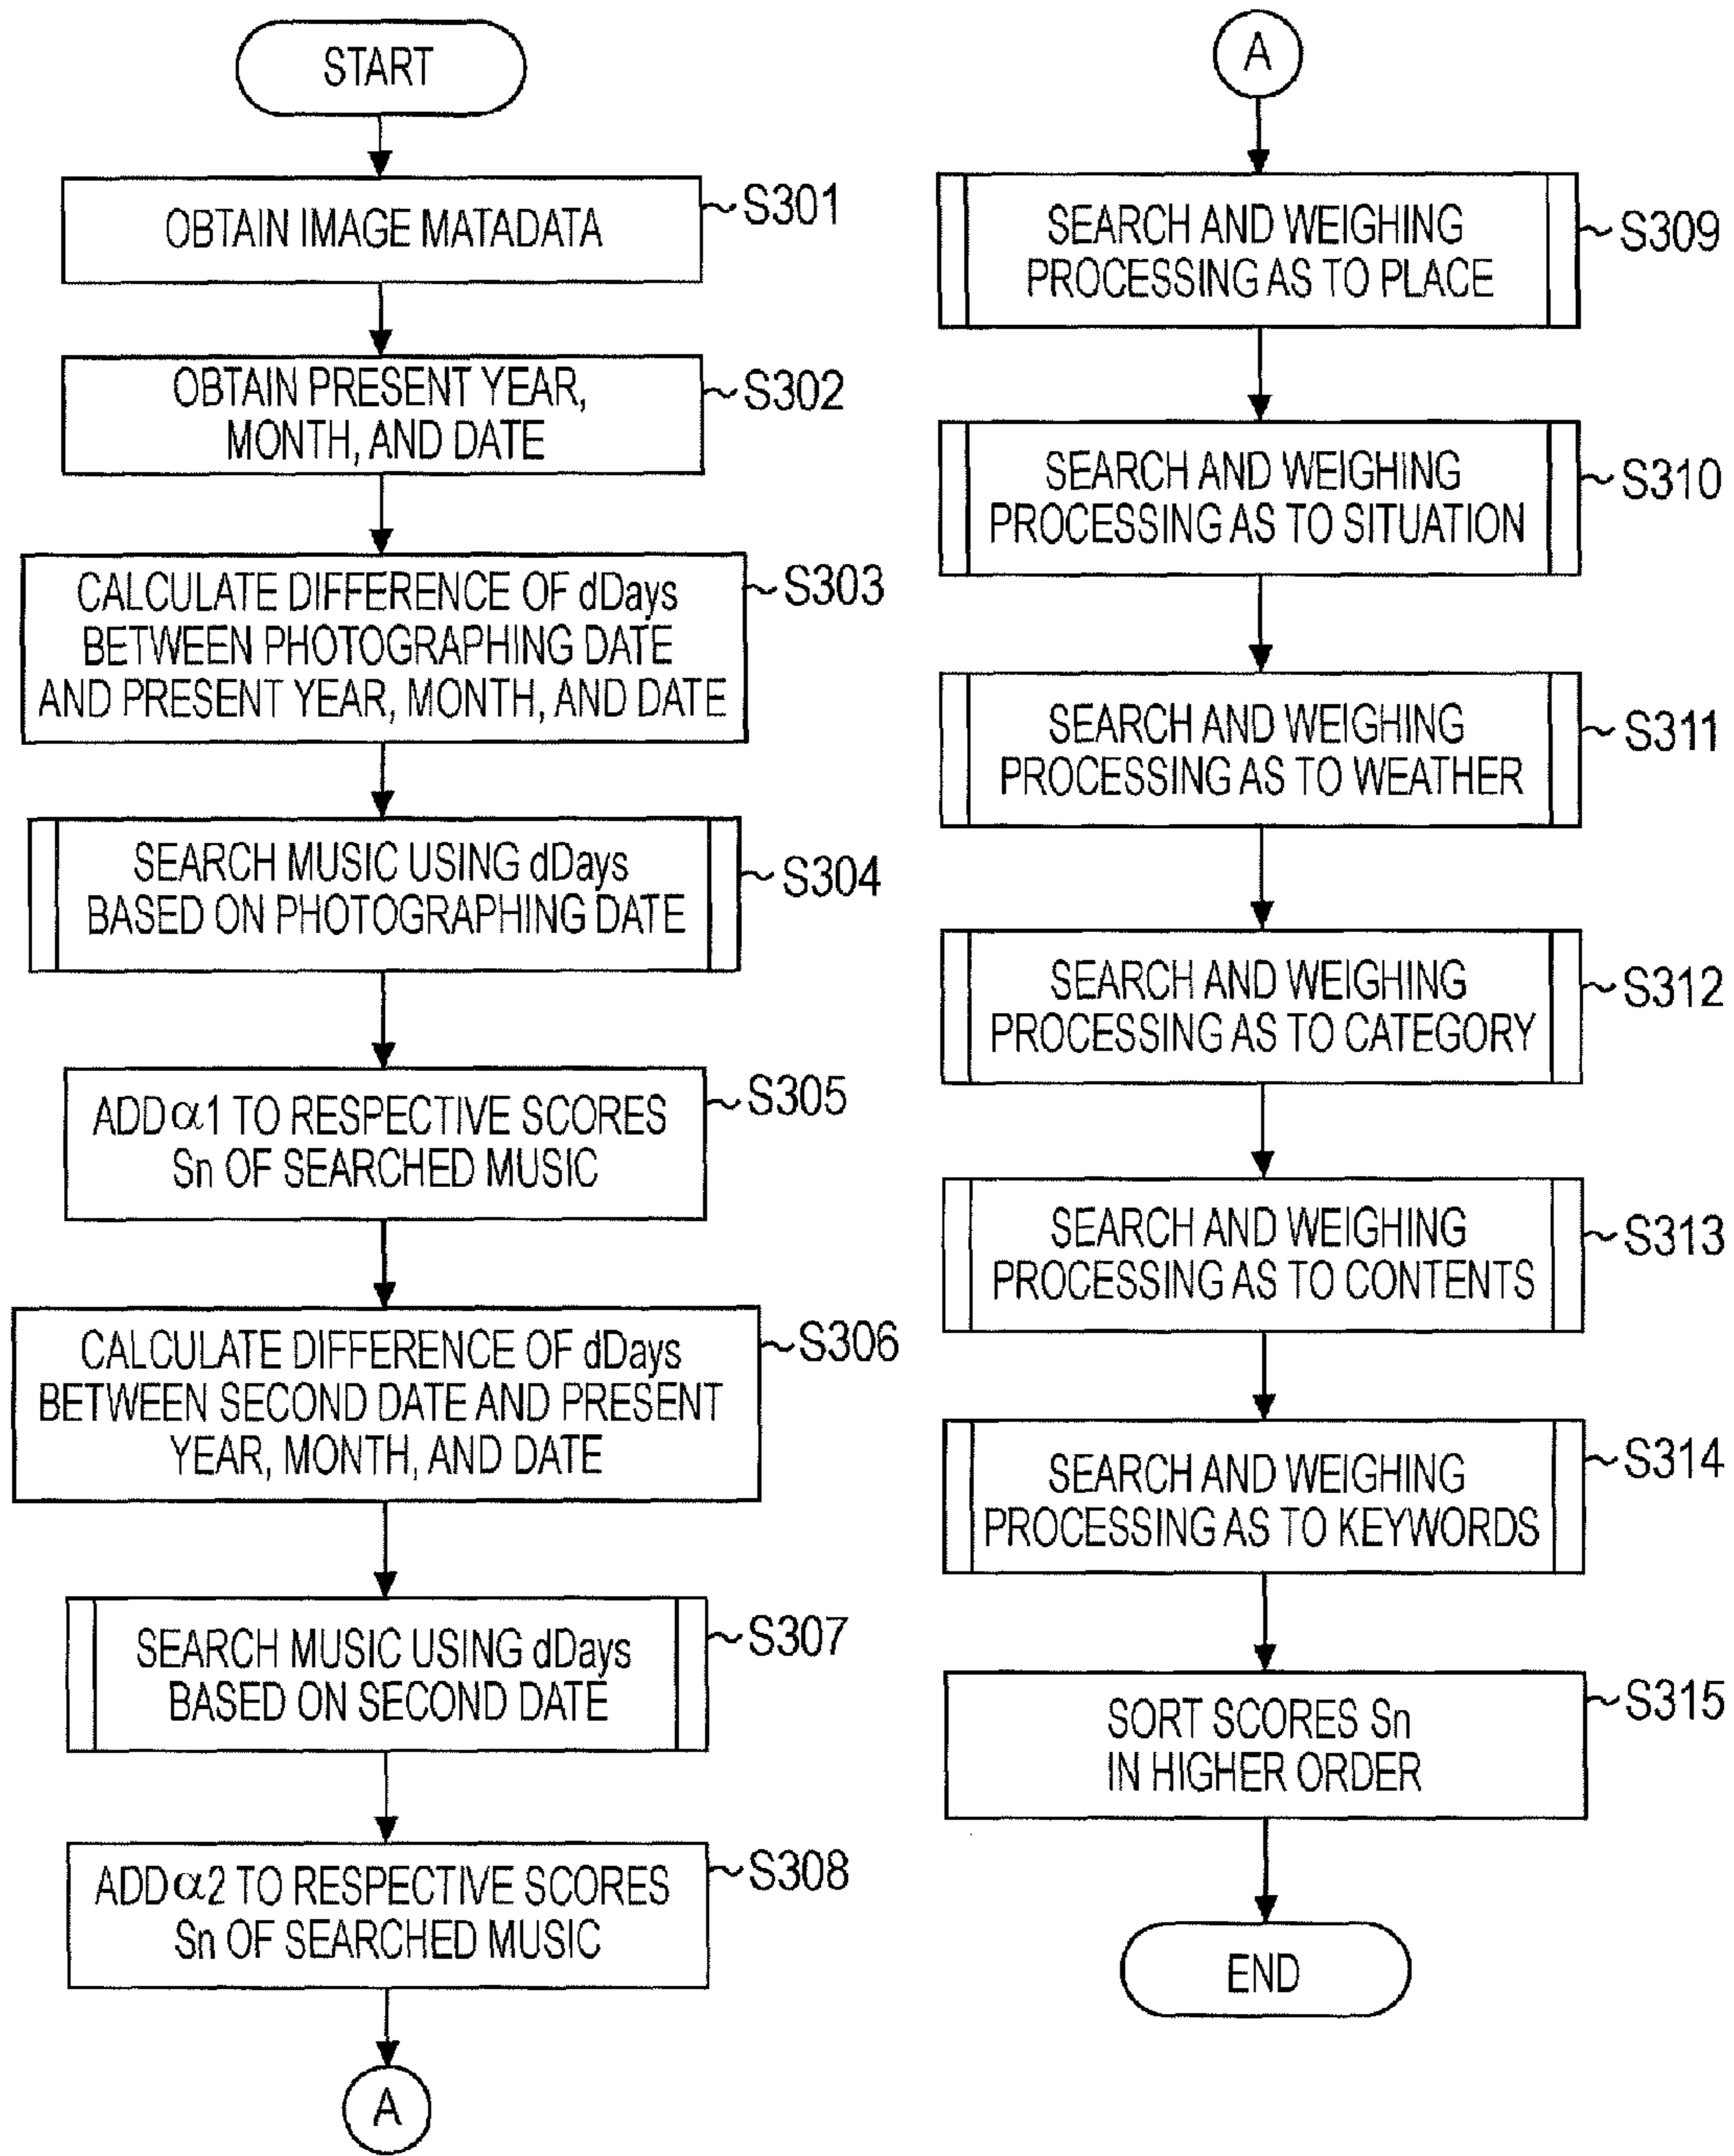 START
OBTAIN IMAGE MATADATA
S301
OBTAIN PRESENT YEAR,
MONTH, AND DATE
S302
CALCULATE DIFFERENCE OF dDays
BETWEEN PHOTOGRAPHING DATE
AND PRESENT YEAR, MONTH, AND DATE
S303
SEARCH MUSIC USING dDays
BASED ON PHOTOGRAPHING DATE
S304
ADD α1 TO RESPECTIVE SCORES
Sn OF SEARCHED MUSIC
S305
CALCULATE DIFFERENCE OF dDays
BETWEEN SECOND DATE AND PRESENT
YEAR, MONTH, AND DATE
S306
SEARCH MUSIC USING dDays
BASED ON SECOND DATE
S307
ADD α2 TO RESPECTIVE SCORES
Sn OF SEARCHED MUSIC
S308
A
A
SEARCH AND WEIGHING
PROCESSING AS TO PLACE
S309
SEARCH AND WEIGHING
PROCESSING AS TO SITUATION
S310
SEARCH AND WEIGHING
PROCESSING AS TO WEATHER
S311
SEARCH AND WEIGHING
PROCESSING AS TO CATEGORY
S312
SEARCH AND WEIGHING
PROCESSING AS TO CONTENTS
S313
SEARCH AND WEIGHING
PROCESSING AS TO KEYWORDS
S314
SORT SCORES Sn
IN HIGHER ORDER
S315
END